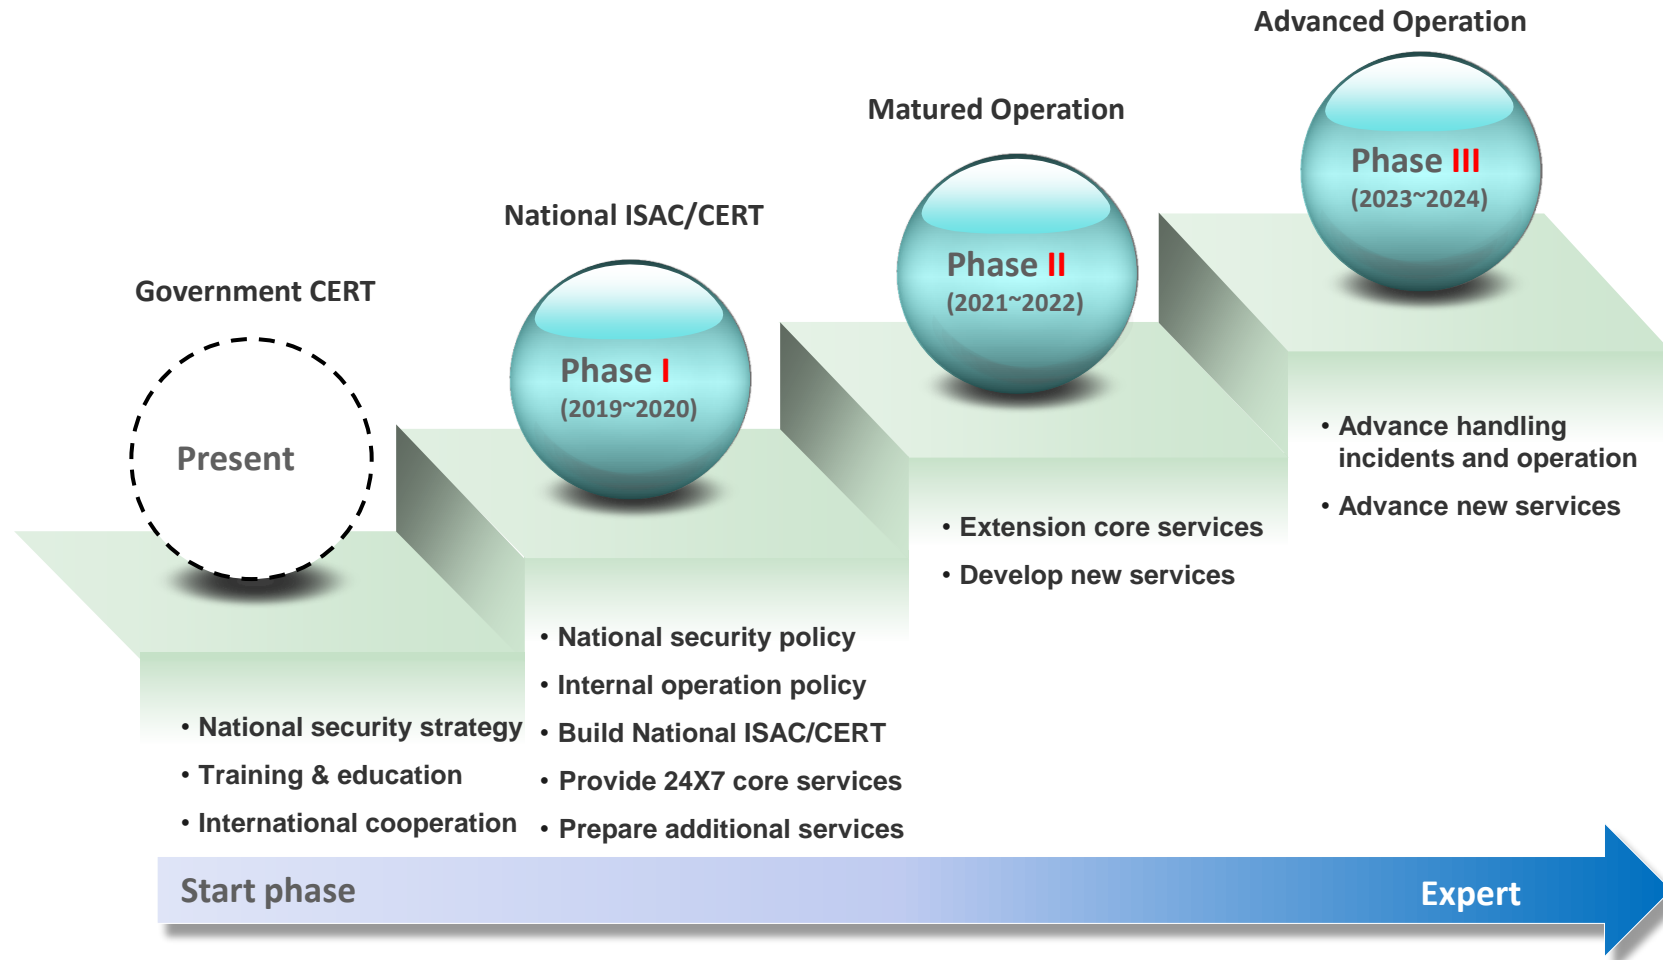 Advanced Operation
Phase III
(2023~2024)
Matured Operation
Phase II
(2021~2022)
National ISAC/CERT
Phase I
(2019~2020)
Government CERT
Present
• National security strategy
• Training & education
• International cooperation
• National security policy
• Internal operation policy
• Build National ISAC/CERT
• Provide 24X7 core services
• Prepare additional services
• Extension core services
• Develop new services
• Advance handling
incidents and operation
• Advance new services
Start phase
Expert